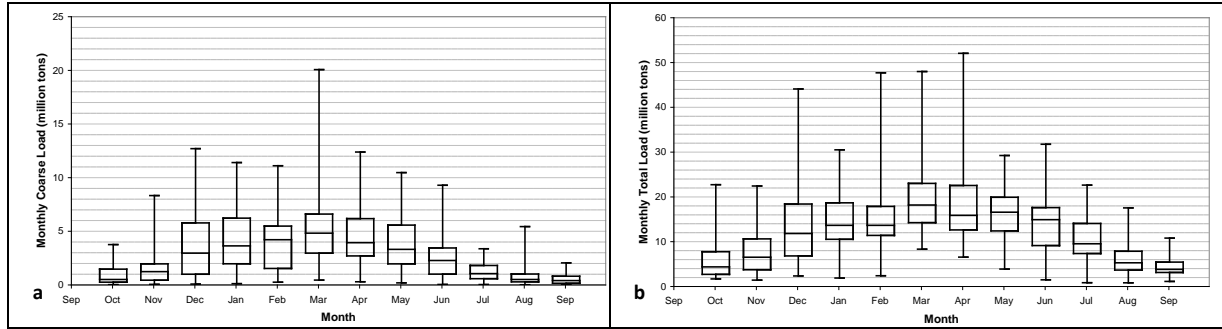 Monthly Coarse Load (million tons)
25
20
15
10
5
0
Sep Oct Nov Dec Jan Feb Mar Apr May Jun Jul Aug Sep
Month
a
Monthly Total Load (million tons)
60
50
40
30
20
10
0
Sep Oct Nov Dec Jan Feb Mar Apr May Jun Jul Aug Sep
Month
b